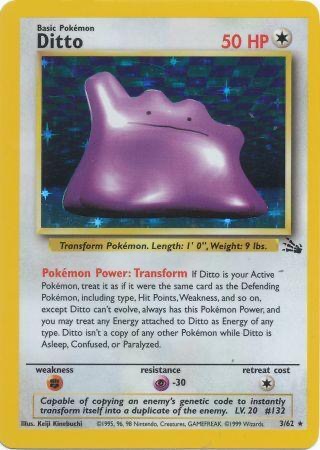 Basic Pokémon
Ditto 50 HP
Transform Pokémon. Length: 1' 0", Weight: 9 lbs.
Pokémon Power: Transform If Ditto is your Active
Pokémon, treat it as if it were the same card as the Defending
Pokémon, including type, Hit Points, Weakness, and so on,
except Ditto can't evolve, always has this Pokémon Power, and
you may treat any Energy attached to Ditto as Energy of any
type. Ditto isn't a copy of any other Pokémon while Ditto is
Asleep, Confused, or Paralyzed.
weakness resistance retreat cost
-30
Capable of copying an enemy's genetic code to instantly
transform itself into a duplicate of the enemy. LV. 20 #132
Illus. Keiji Kinebuchi ©1995, 96, 98 Nintendo, Creatures, GAMEFREAK. ©1999 Wizards. 3/62 ★